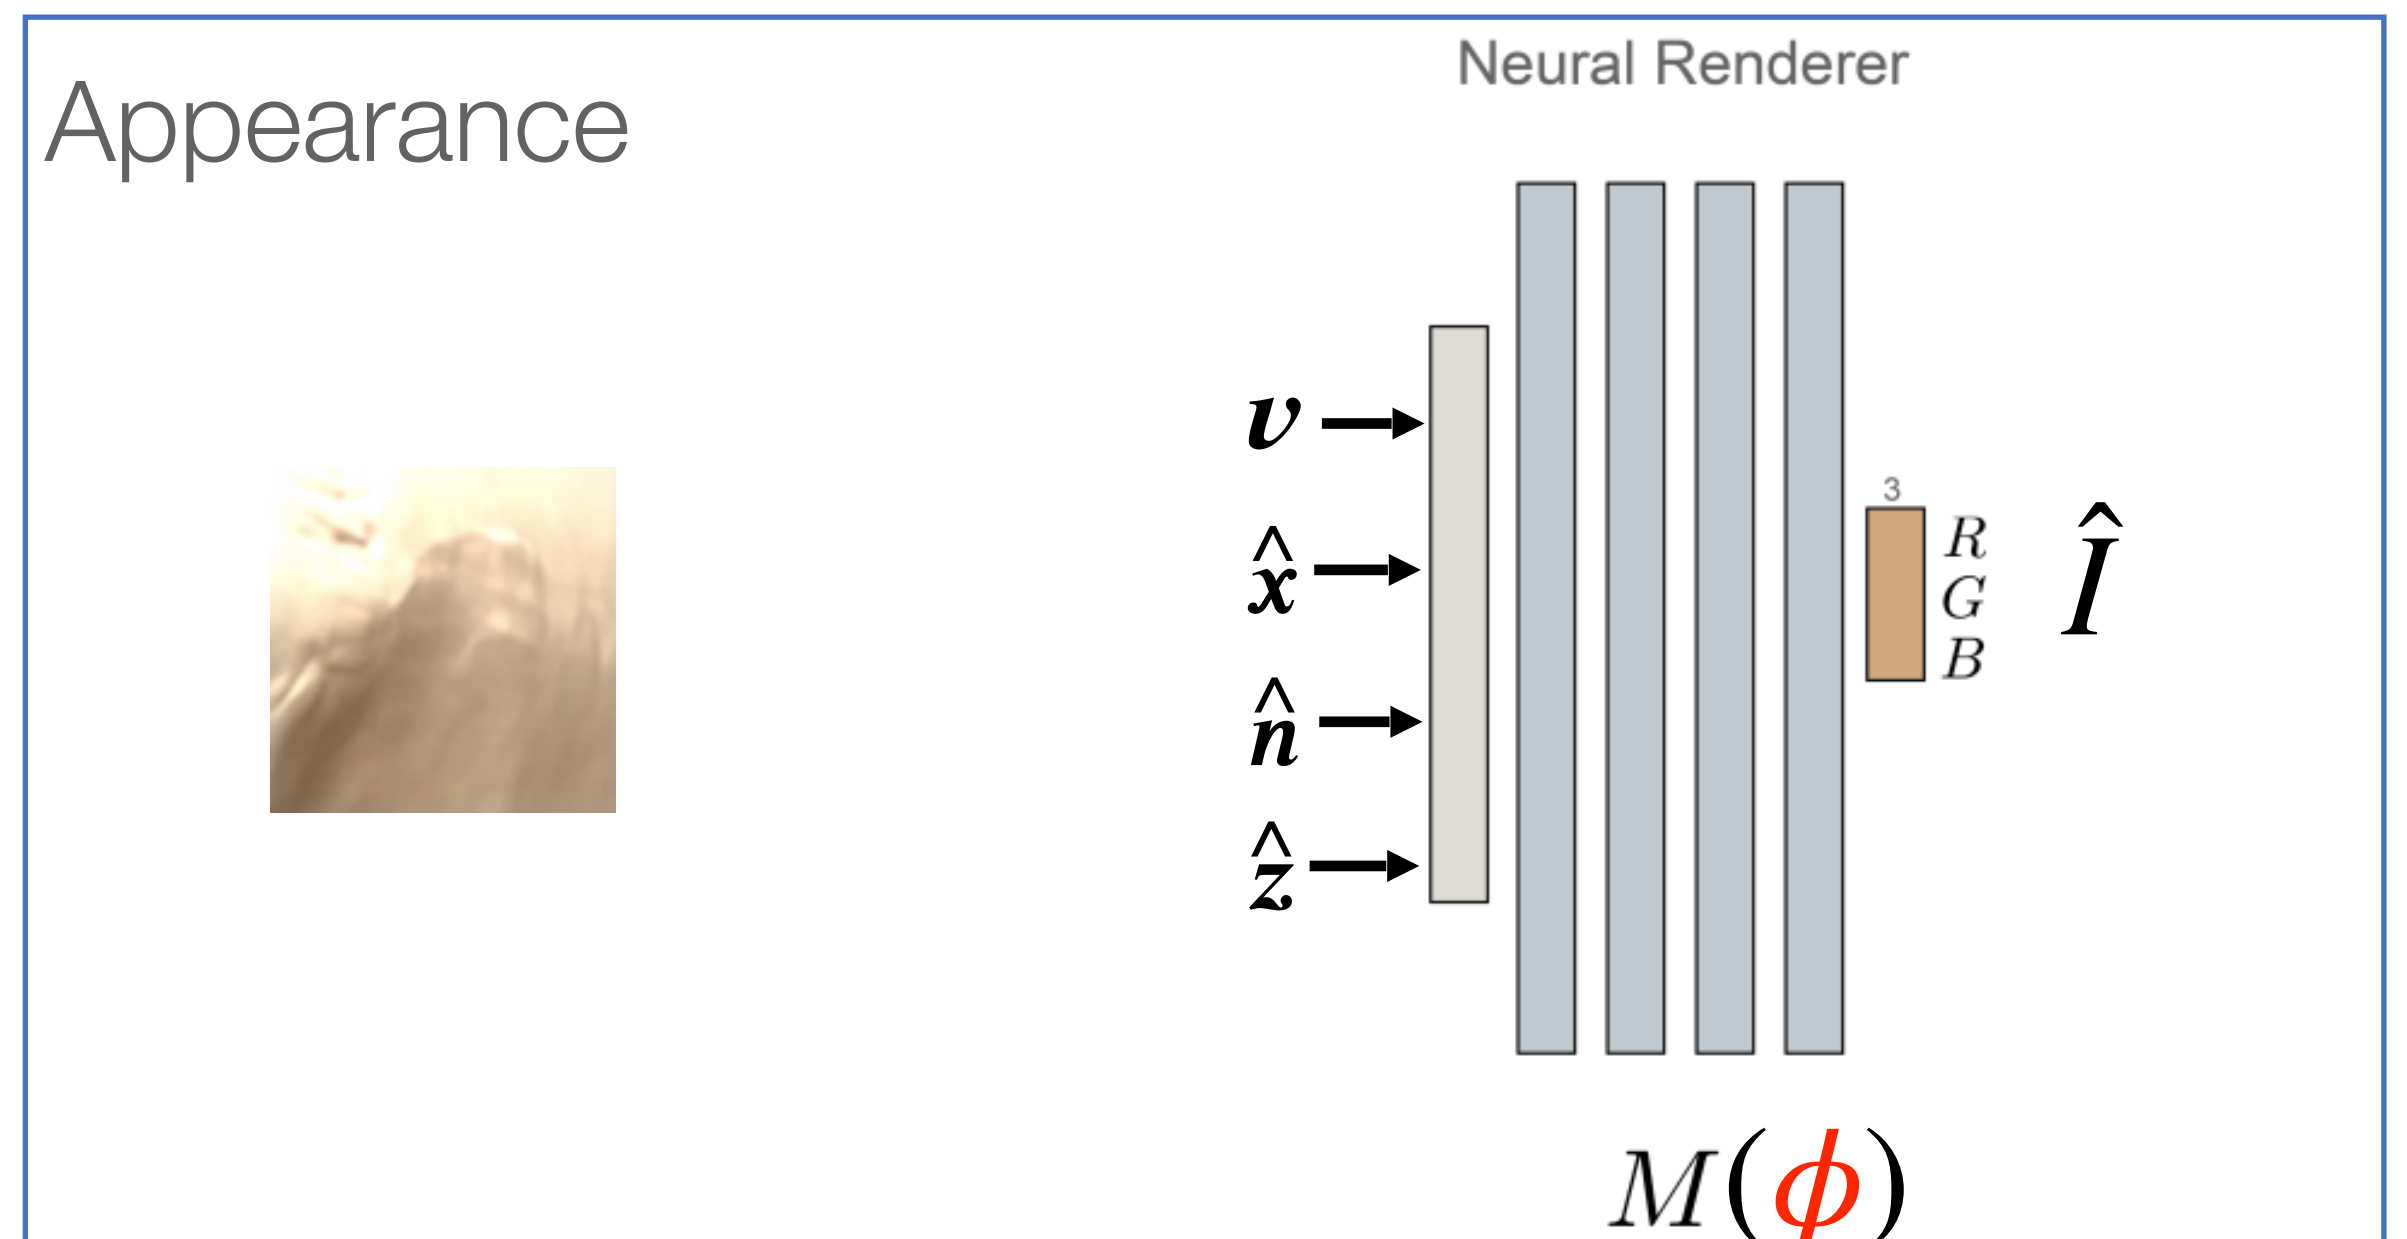 Neural Renderer
Appearance
v
x̂
n̂
ẑ
3
R
G
B
Î
M(ϕ)